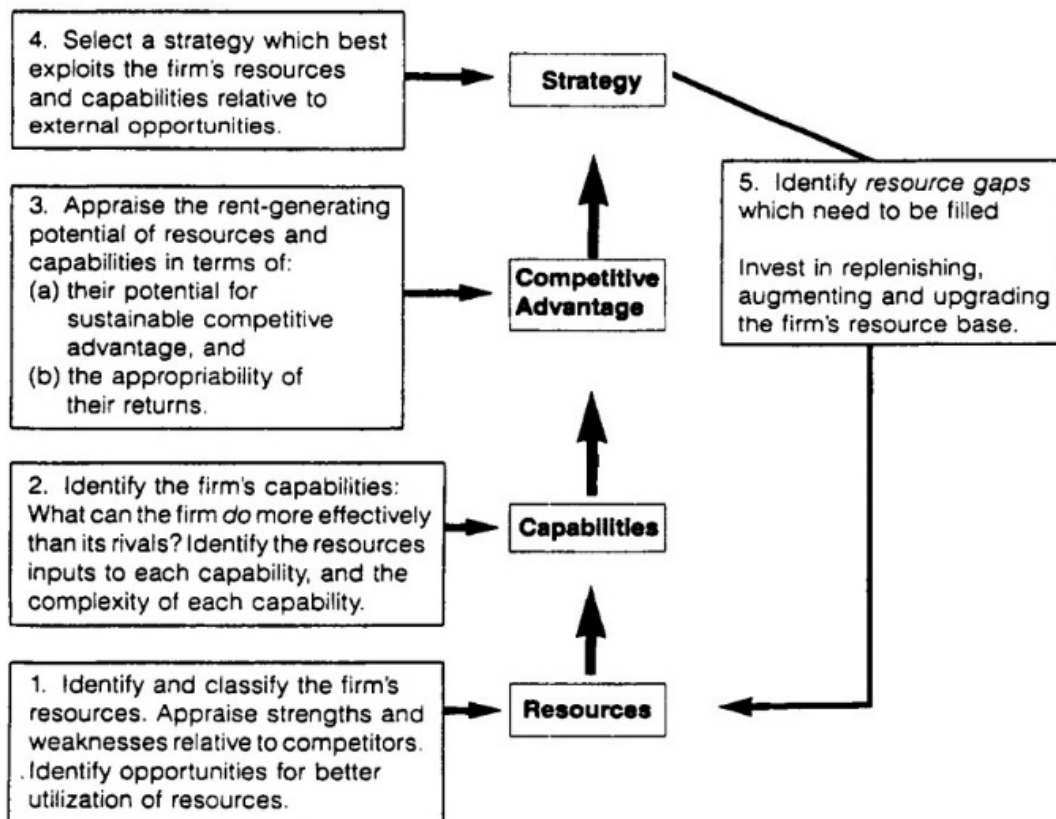 4. Select a strategy which best
exploits the firm's resources
and capabilities relative to
external opportunities.
Strategy
3. Appraise the rent-generating
potential of resources and
capabilities in terms of:
(a) their potential for
sustainable competitive
advantage, and
(b) the appropriability of
their returns.
Competitive
Advantage
5. Identify resource gaps
which need to be filled
Invest in replenishing,
augmenting and upgrading
the firm's resource base.
2. Identify the firm's capabilities:
What can the firm do more effectively
than its rivals? Identify the resources
inputs to each capability, and the
complexity of each capability.
Capabilities
1. Identify and classify the firm's
resources. Appraise strengths and
weaknesses relative to competitors.
Identify opportunities for better
utilization of resources.
Resources